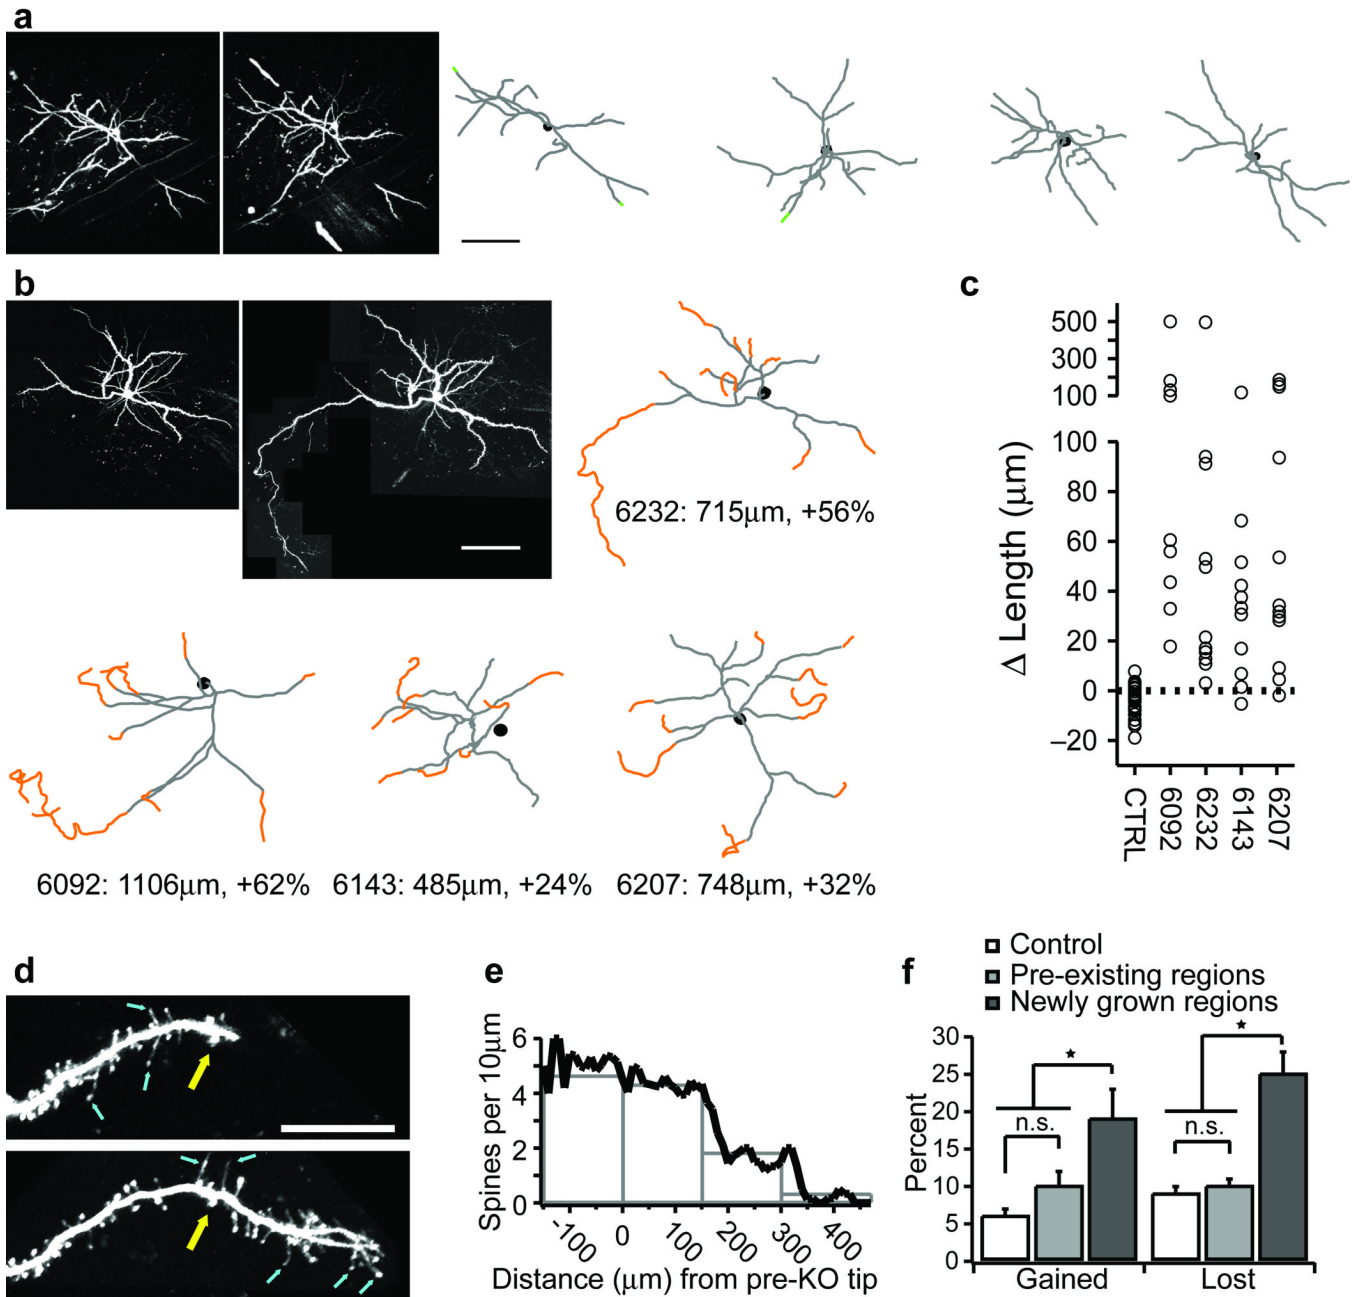 a
b
6232: 715μm, +56%
6092: 1106μm, +62%
6143: 485μm, +24%
6207: 748μm, +32%
c
Δ Length (μm)
500
300
100
100
80
60
40
20
0
–20
CTRL
6092
6232
6143
6207
d
e
Spines per 10μm
6
4
2
0
-100
0
100
200
300
400
Distance (μm) from pre-KO tip
f
Control
Pre-existing regions
Newly grown regions
Percent
30
25
20
15
10
5
0
n.s.
★
n.s.
★
Gained
Lost